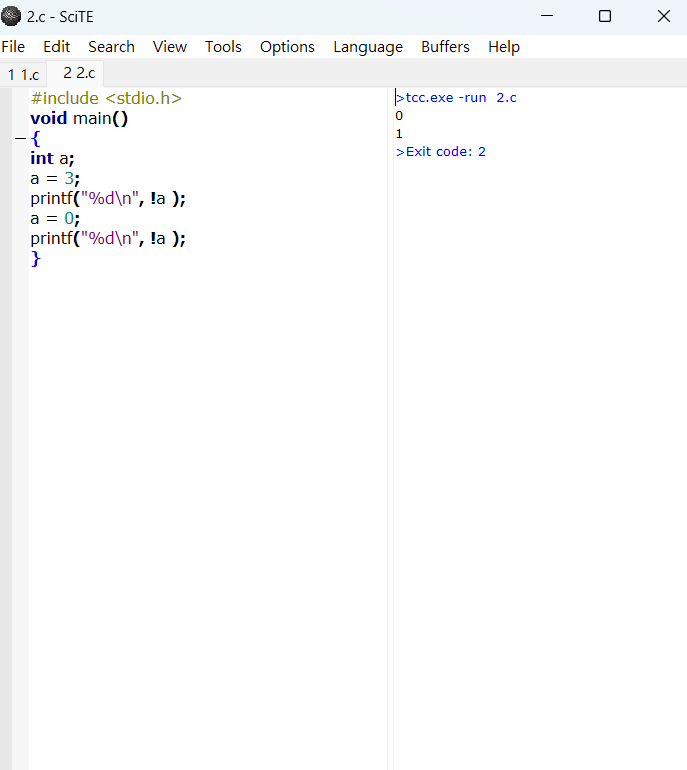 2.c - SciTE
File Edit Search View Tools Options Language Buffers Help
1 1.c 2 2.c
#include <stdio.h>
void main()
{
int a;
a = 3;
printf("%d\n", !a );
a = 0;
printf("%d\n", !a );
}
>tcc.exe -run  2.c
0
1
>Exit code: 2